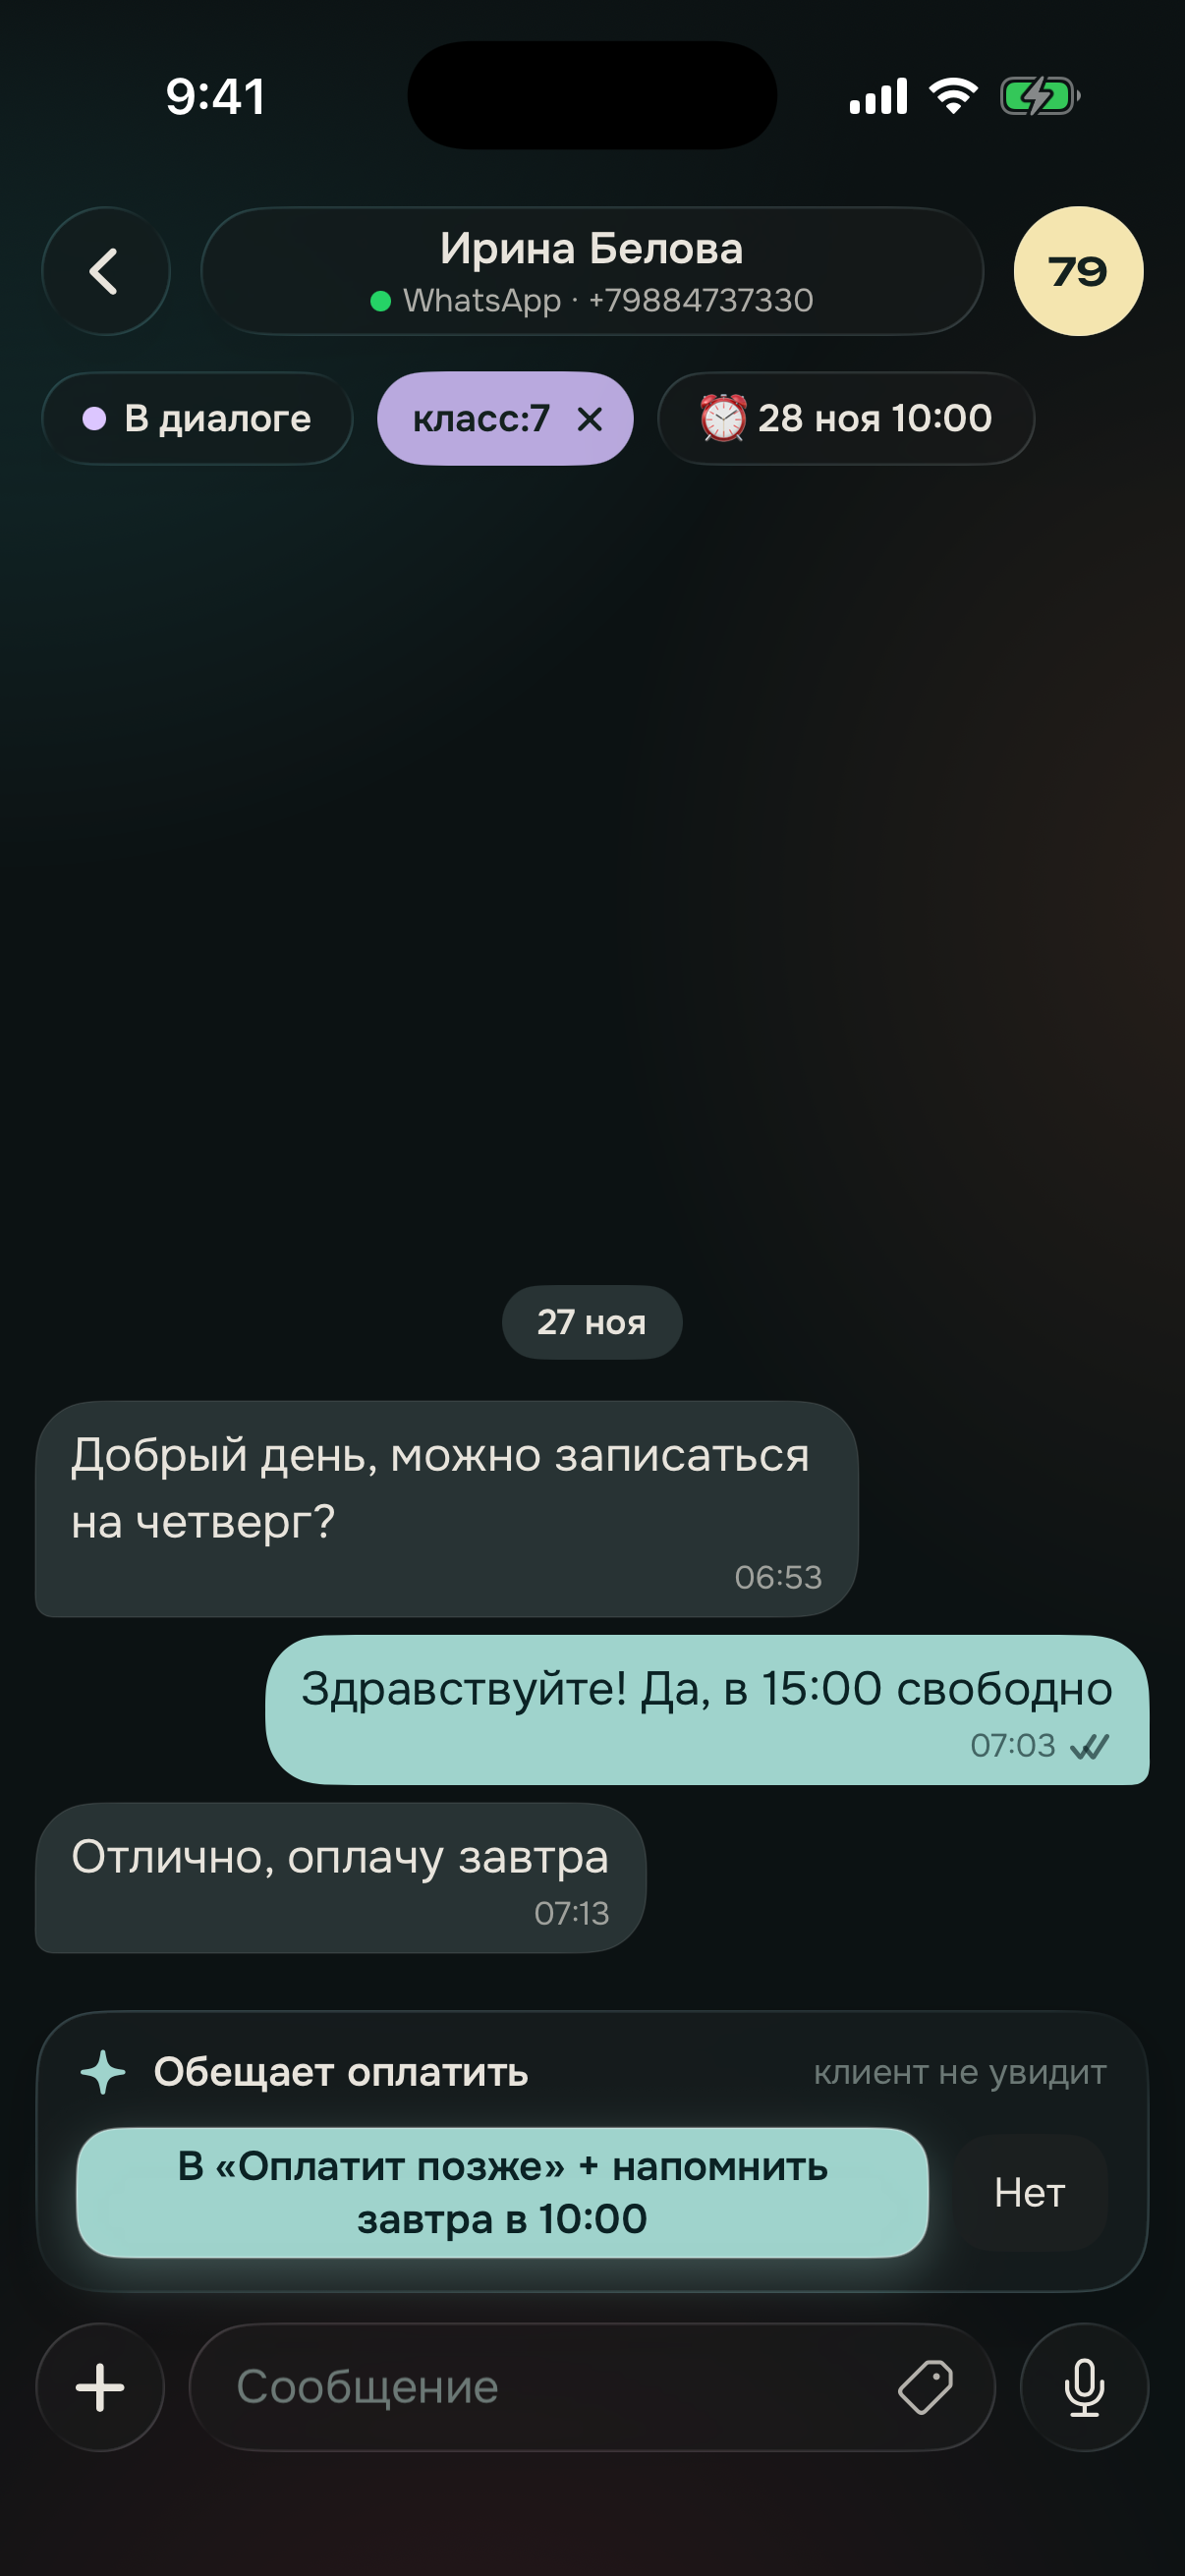 9:41
Ирина Белова
WhatsApp · +79884737330
79
В диалоге
класс:7 ×
28 ноя 10:00
27 ноя
Добрый день, можно записаться
на четверг?
06:53
Здравствуйте! Да, в 15:00 свободно
07:03
Отлично, оплачу завтра
07:13
Обещает оплатить
клиент не увидит
В «Оплатит позже» + напомнить
завтра в 10:00
Нет
Сообщение